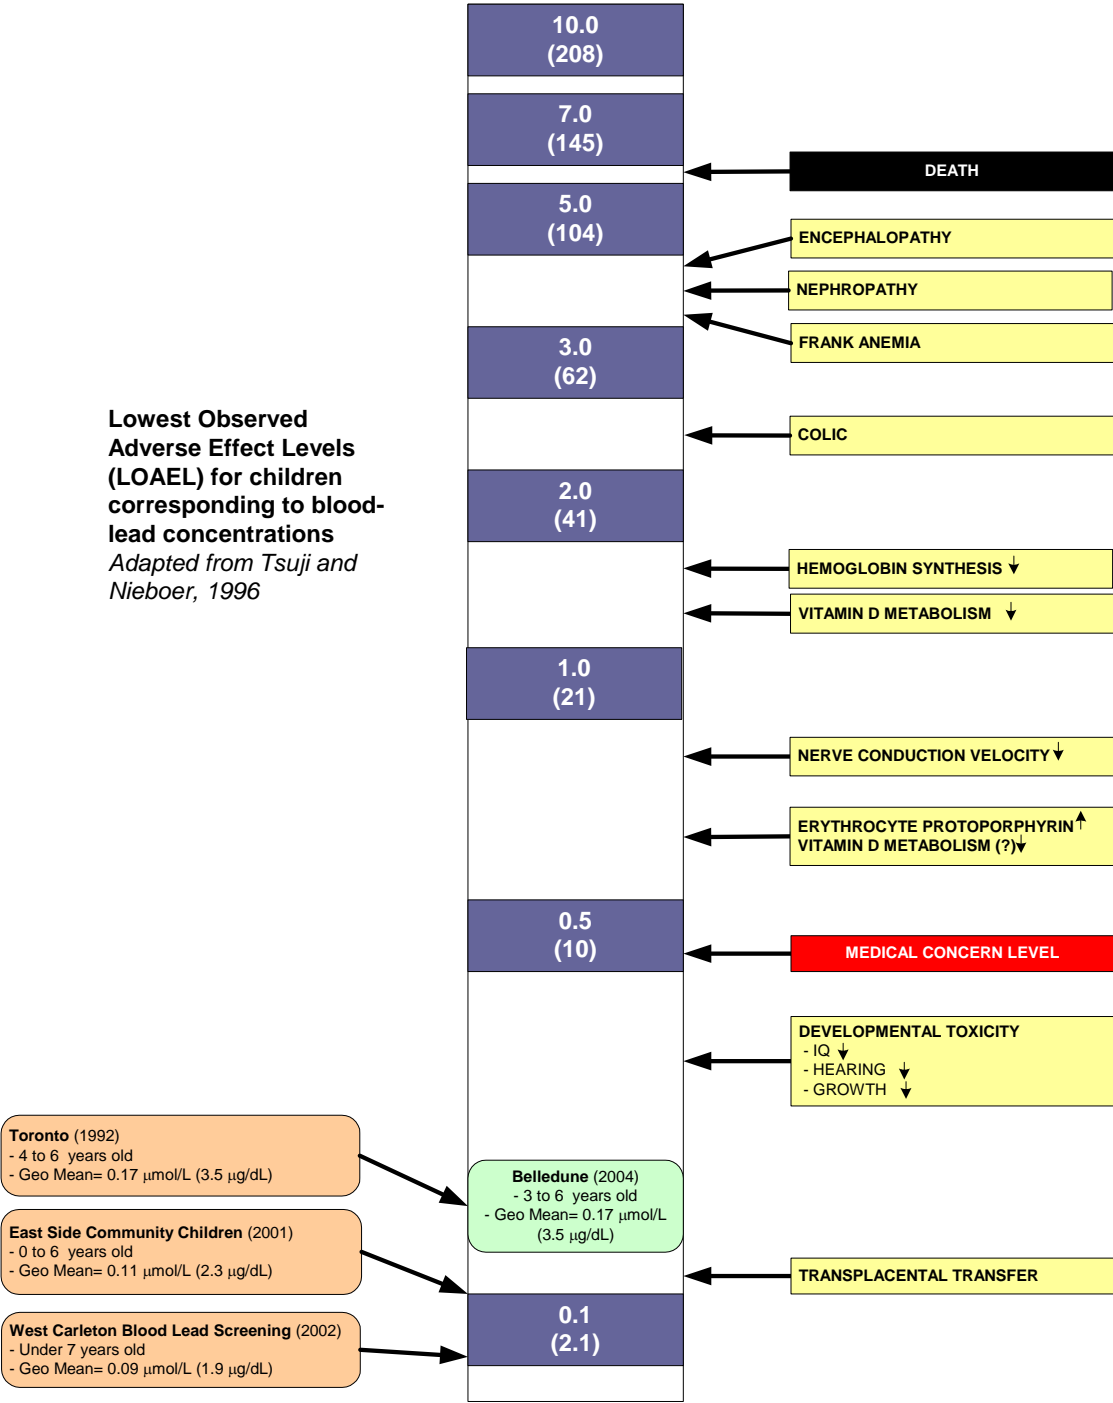 10.0
(208)
7.0
(145)
DEATH
5.0
(104)
ENCEPHALOPATHY
NEPHROPATHY
FRANK ANEMIA
3.0
(62)
Lowest Observed
Adverse Effect Levels
(LOAEL) for children
corresponding to blood-
lead concentrations
Adapted from Tsuji and
Nieboer, 1996
COLIC
2.0
(41)
HEMOGLOBIN SYNTHESIS ↓
VITAMIN D METABOLISM ↓
1.0
(21)
NERVE CONDUCTION VELOCITY ↓
ERYTHROCYTE PROTOPORPHYRIN ↑
VITAMIN D METABOLISM (?) ↓
0.5
(10)
MEDICAL CONCERN LEVEL
DEVELOPMENTAL TOXICITY
- IQ ↓
- HEARING ↓
- GROWTH ↓
Toronto (1992)
- 4 to 6 years old
- Geo Mean= 0.17 μmol/L (3.5 μg/dL)
Belledune (2004)
- 3 to 6 years old
- Geo Mean= 0.17 μmol/L
(3.5 μg/dL)
East Side Community Children (2001)
- 0 to 6 years old
- Geo Mean= 0.11 μmol/L (2.3 μg/dL)
TRANSPLACENTAL TRANSFER
0.1
(2.1)
West Carleton Blood Lead Screening (2002)
- Under 7 years old
- Geo Mean= 0.09 μmol/L (1.9 μg/dL)